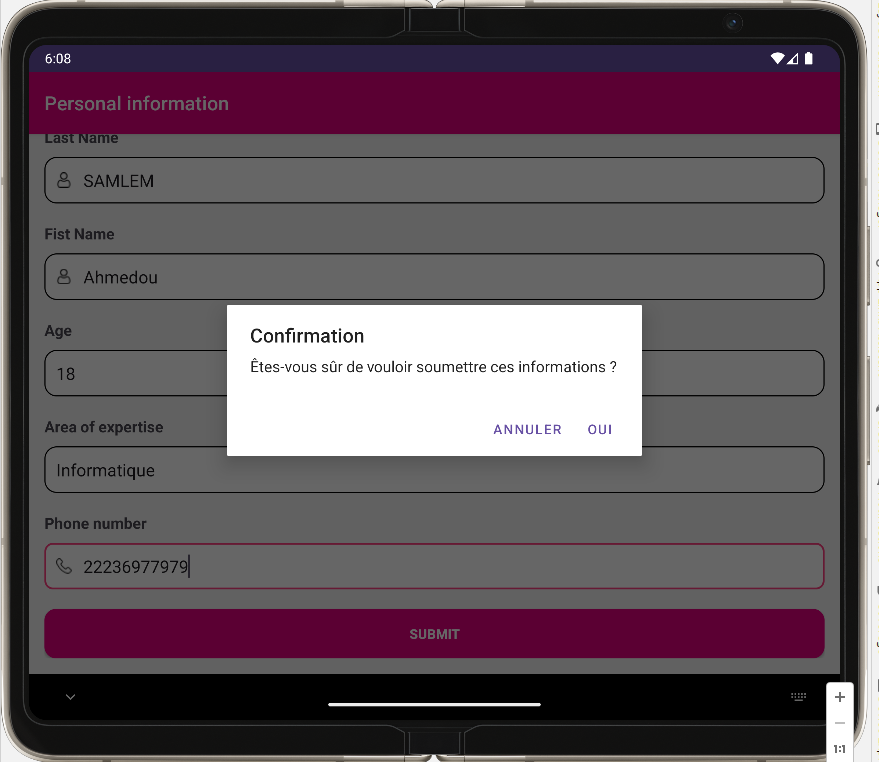 6:08
Personal information
Last Name
SAMLEM
Fist Name
Ahmedou
Age
18
Confirmation
Êtes-vous sûr de vouloir soumettre ces informations ?
ANNULER OUI
Area of expertise
Informatique
Phone number
22236977979
SUBMIT
1:1